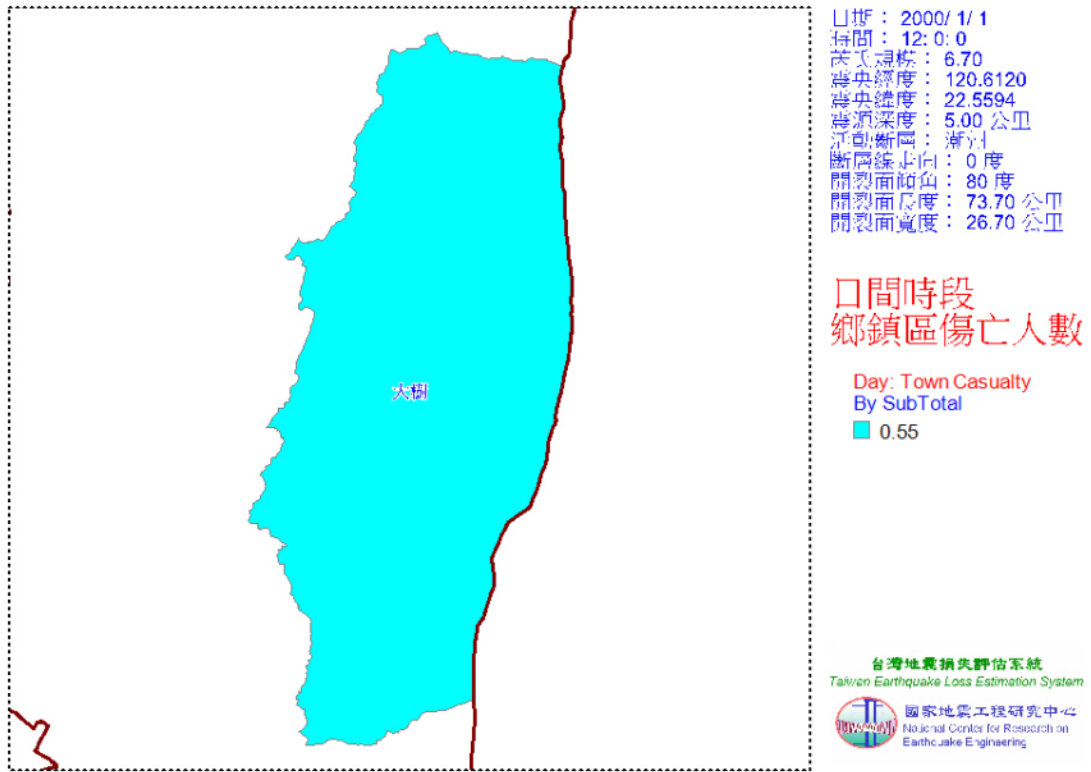 大樹
日期： 2000/ 1/ 1
時間： 12: 0: 0
芮氏規模： 6.70
震央經度： 120.6120
震央緯度： 22.5594
震源深度： 5.00 公里
活動斷層： 潮州
斷層線走向： 0 度
開裂面傾角： 80 度
開裂面長度： 73.70 公里
開裂面寬度： 26.70 公里
日間時段
鄉鎮區傷亡人數
Day: Town Casualty
By SubTotal
0.55
台灣地震損失評估系統
Taiwan Earthquake Loss Estimation System
國家地震工程研究中心
National Center for Research on
Earthquake Engineering